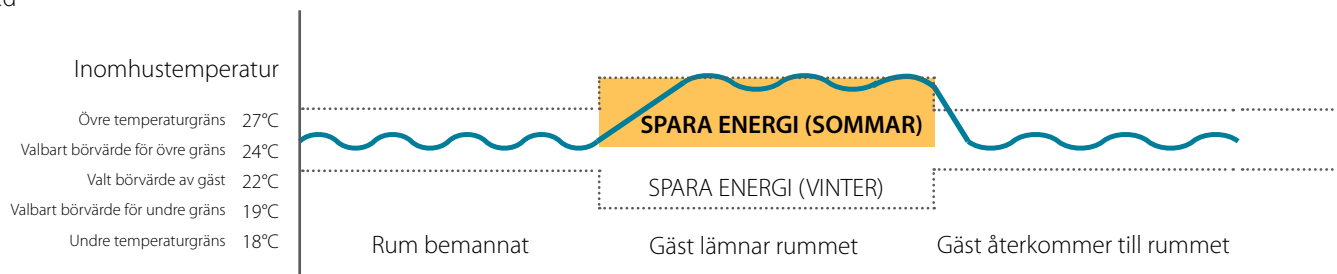 Inomhustemperatur
Övre temperaturgräns 27°C
Valbart börvärde för övre gräns 24°C
Valt börvärde av gäst 22°C
Valbart börvärde för undre gräns 19°C
Undre temperaturgräns 18°C
SPARA ENERGI (SOMMAR)
SPARA ENERGI (VINTER)
Rum bemannat
Gäst lämnar rummet
Gäst återkommer till rummet